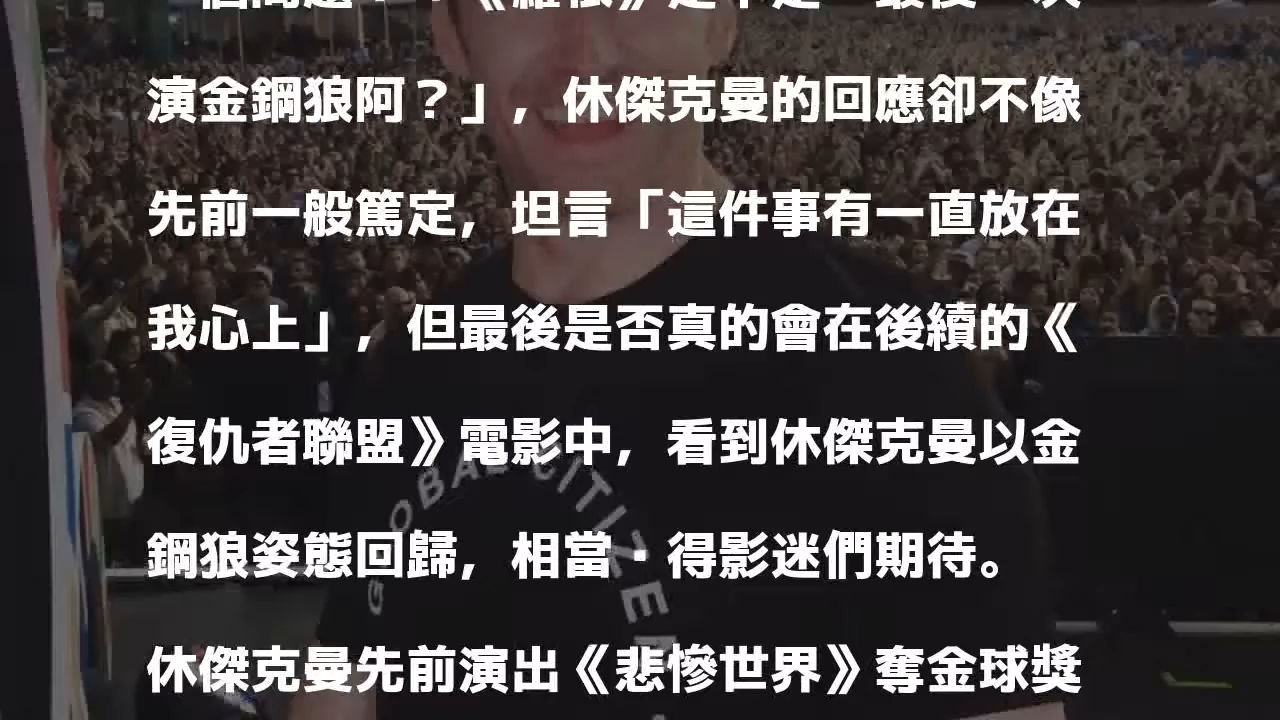 演金鋼狼阿？」，休傑克曼的回應卻不像
先前一般篤定，坦言「這件事有一直放在
我心上」，但最後是否真的會在後續的《
復仇者聯盟》電影中，看到休傑克曼以金
鋼狼姿態回歸，相當·得影迷們期待。
休傑克曼先前演出《悲慘世界》奪金球獎
GLOBAL CITIZEN